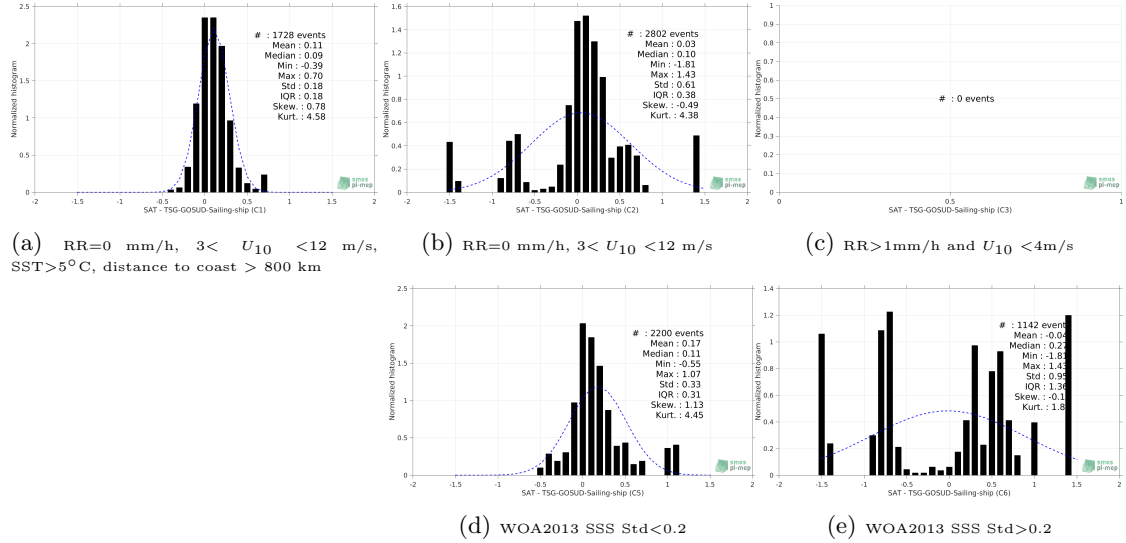 2.5
2
1.5
1
0.5
0
-2
-1.5
-1
-0.5
0
0.5
1
1.5
2
Normalized histogram
# : 1728 events
Mean : 0.11
Median : 0.09
Min : -0.39
Max : 0.70
Std : 0.18
IQR : 0.18
Skew. : 0.78
Kurt. : 4.58
smos
pi-mep
SAT - TSG-GOSUD-Sailing-ship (C1)
(a) RR=0 mm/h, 3< U10 <12 m/s,
SST>5°C, distance to coast > 800 km
1.6
1.4
1.2
1
0.8
0.6
0.4
0.2
0
-2
-1.5
-1
-0.5
0
0.5
1
1.5
2
Normalized histogram
# : 2802 events
Mean : 0.03
Median : 0.10
Min : -1.81
Max : 1.43
Std : 0.61
IQR : 0.38
Skew. : -0.49
Kurt. : 4.38
smos
pi-mep
SAT - TSG-GOSUD-Sailing-ship (C2)
(b) RR=0 mm/h, 3< U10 <12 m/s
1
0.9
0.8
0.7
0.6
0.5
0.4
0.3
0.2
0.1
0
0
0.5
1
Normalized histogram
# : 0 events
smos
pi-mep
SAT - TSG-GOSUD-Sailing-ship (C3)
(c) RR>1mm/h and U10 <4m/s
2.5
2
1.5
1
0.5
0
-2
-1.5
-1
-0.5
0
0.5
1
1.5
2
Normalized histogram
# : 2200 events
Mean : 0.17
Median : 0.11
Min : -0.55
Max : 1.07
Std : 0.33
IQR : 0.31
Skew. : 1.13
Kurt. : 4.45
smos
pi-mep
SAT - TSG-GOSUD-Sailing-ship (C5)
(d) WOA2013 SSS Std<0.2
1.4
1.2
1
0.8
0.6
0.4
0.2
0
-2
-1.5
-1
-0.5
0
0.5
1
1.5
2
Normalized histogram
# : 1142 events
Mean : -0.04
Median : 0.27
Min : -1.81
Max : 1.43
Std : 0.95
IQR : 1.36
Skew. :
Kurt. :
smos
pi-mep
SAT - TSG-GOSUD-Sailing-ship (C6)
(e) WOA2013 SSS Std>0.2